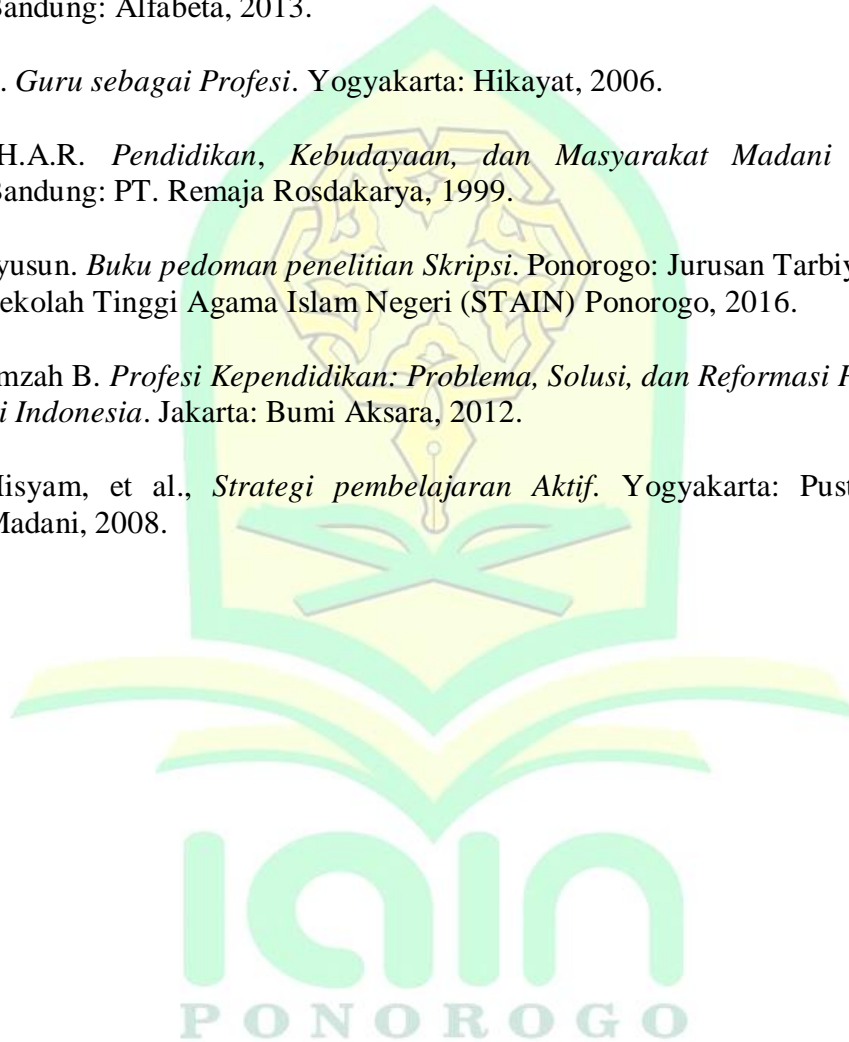 Bandung: Alfabeta, 2013.
. Guru sebagai Profesi. Yogyakarta: Hikayat, 2006.
H.A.R. Pendidikan, Kebudayaan, dan Masyarakat Madani
Bandung: PT. Remaja Rosdakarya, 1999.
yusun. Buku pedoman penelitian Skripsi. Ponorogo: Jurusan Tarbiy
ekolah Tinggi Agama Islam Negeri (STAIN) Ponorogo, 2016.
mzah B. Profesi Kependidikan: Problema, Solusi, dan Reformasi P
i Indonesia. Jakarta: Bumi Aksara, 2012.
Hisyam, et al., Strategi pembelajaran Aktif. Yogyakarta: Pust
Madani, 2008.
IAIN
PONOROGO